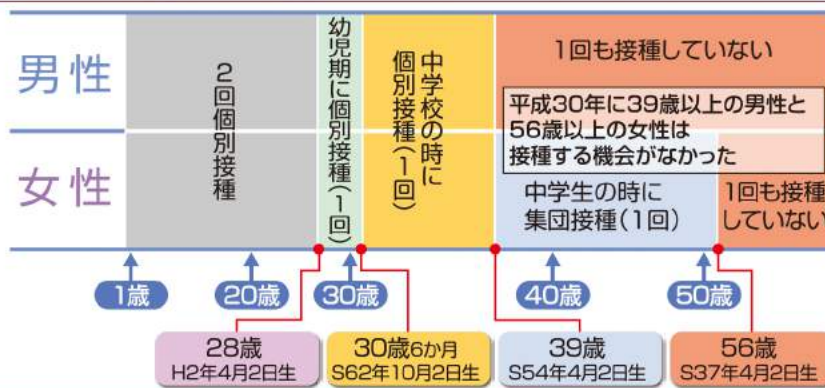 男性
女性
2回個別接種
幼児期に個別接種(1回)
中学校の時に
個別接種(1回)
1回も接種していない
平成30年に39歳以上の男性と
56歳以上の女性は
接種する機会がなかった
中学生の時に
集団接種(1回)
1回も接種
していない
1歳
20歳
30歳
40歳
50歳
28歳
H2年4月2日生
30歳6か月
S62年10月2日生
39歳
S54年4月2日生
56歳
S37年4月2日生